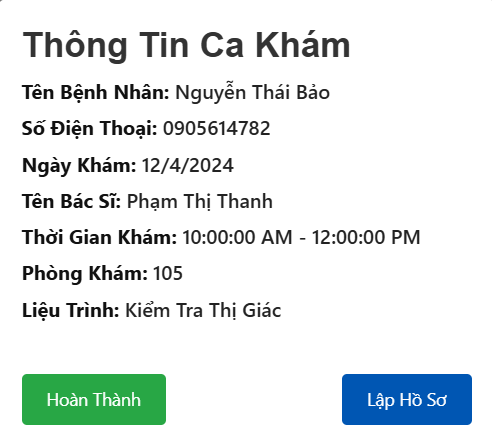 Thông Tin Ca Khám
Tên Bệnh Nhân: Nguyễn Thái Bảo
Số Điện Thoại: 0905614782
Ngày Khám: 12/4/2024
Tên Bác Sĩ: Phạm Thị Thanh
Thời Gian Khám: 10:00:00 AM - 12:00:00 PM
Phòng Khám: 105
Liệu Trình: Kiểm Tra Thị Giác
Hoàn Thành
Lập Hồ Sơ